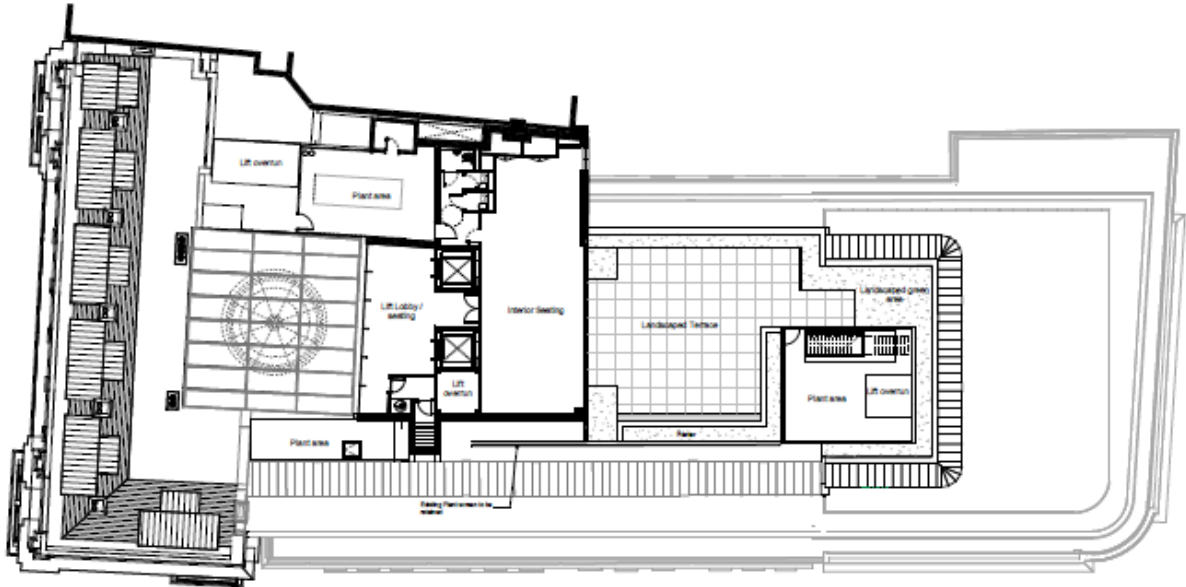 Lift overrun
Plant area
Lift Lobby /
seating
Interior Seating
Landscaped green
area
Landscaped Terrace
Lift
overrun
Plant area
Lift overrun
Plant area
Existing Plant screen to be
retained